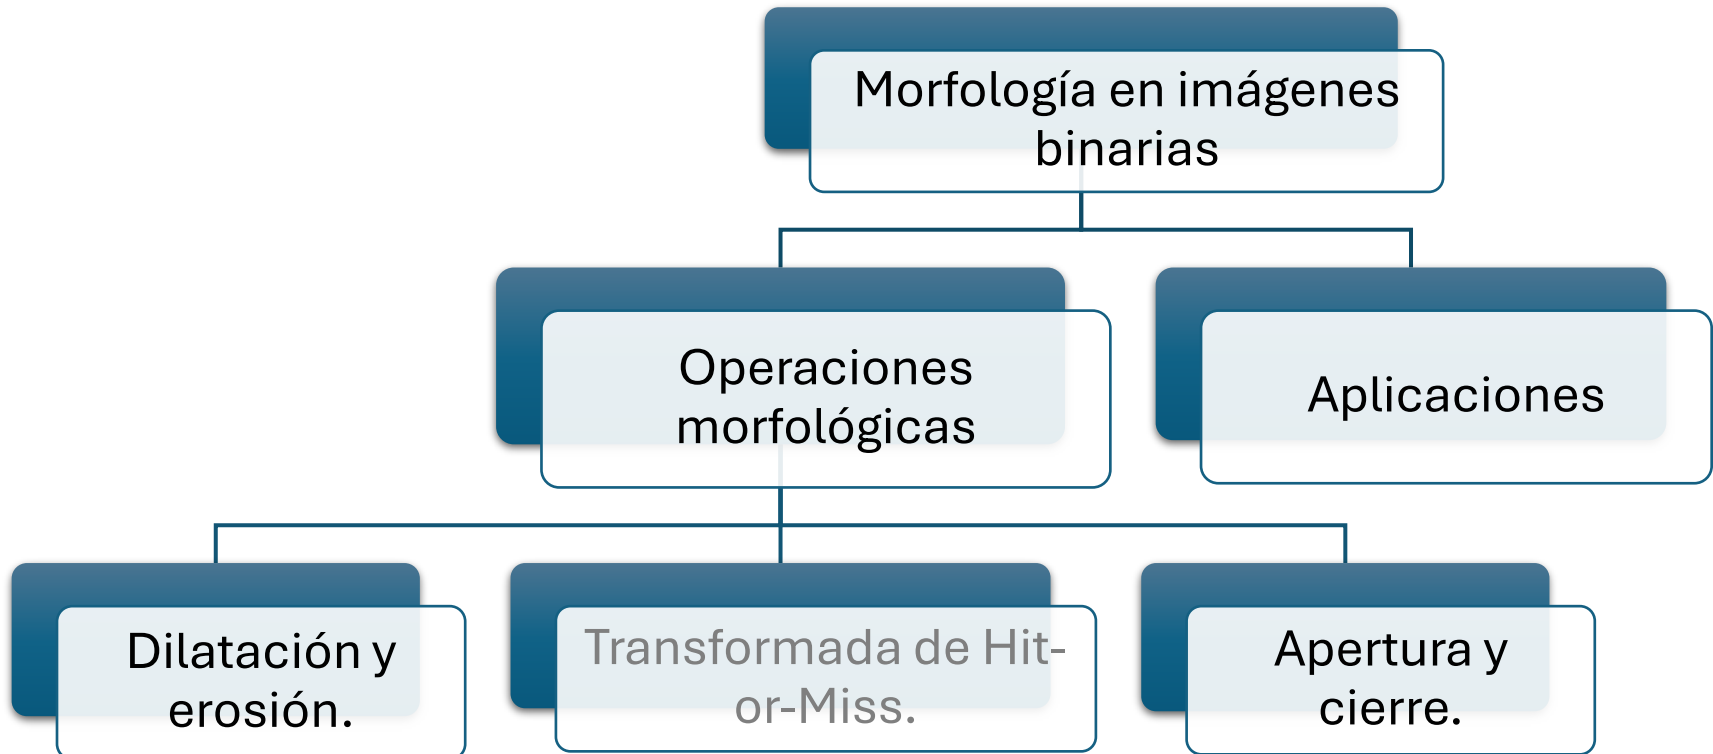 Morfología en imágenes
binarias
Operaciones
morfológicas
Aplicaciones
Dilatación y
erosión.
Transformada de Hit-
or-Miss.
Apertura y
cierre.